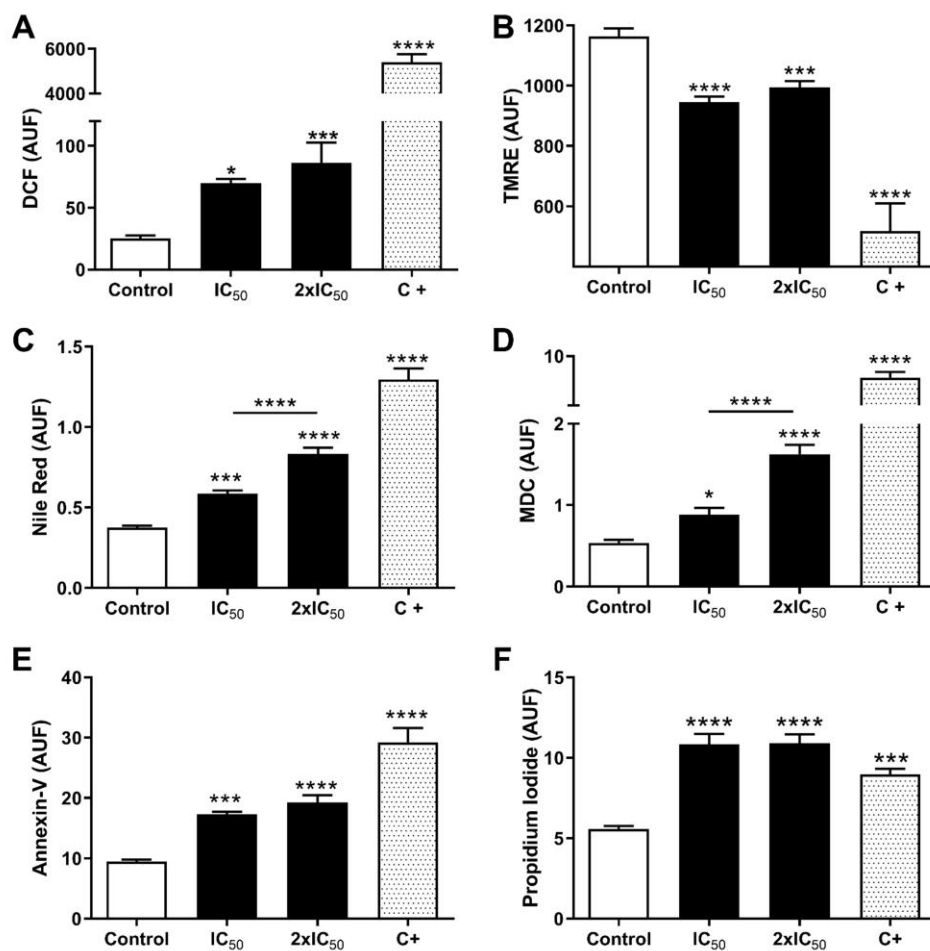 A
DCF (AUF)
6000
4000
100
50
0
*
***
****
Control IC₅₀ 2xIC₅₀ C +
B
TMRE (AUF)
1200
1000
800
600
****
***
****
Control IC₅₀ 2xIC₅₀ C +
C
Nile Red (AUF)
1.5
1.0
0.5
0.0
***
****
****
****
Control IC₅₀ 2xIC₅₀ C +
D
MDC (AUF)
10
2
1
0
*
****
****
****
Control IC₅₀ 2xIC₅₀ C +
E
Annexin-V (AUF)
40
30
20
10
0
***
****
****
Control IC₅₀ 2xIC₅₀ C+
F
Propidium Iodide (AUF)
15
10
5
0
****
****
***
Control IC₅₀ 2xIC₅₀ C+